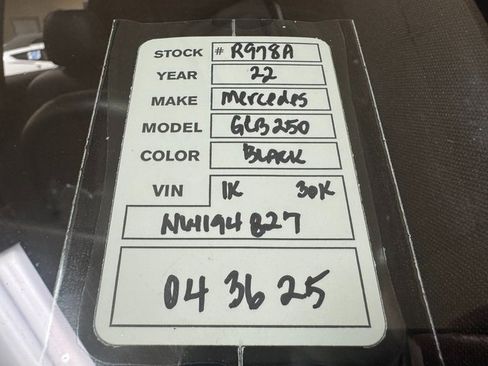 STOCK # R978A
YEAR 22
MAKE Mercedes
MODEL GLB250
COLOR BLACK
VIN 1K 30K
NW194827
04 36 25